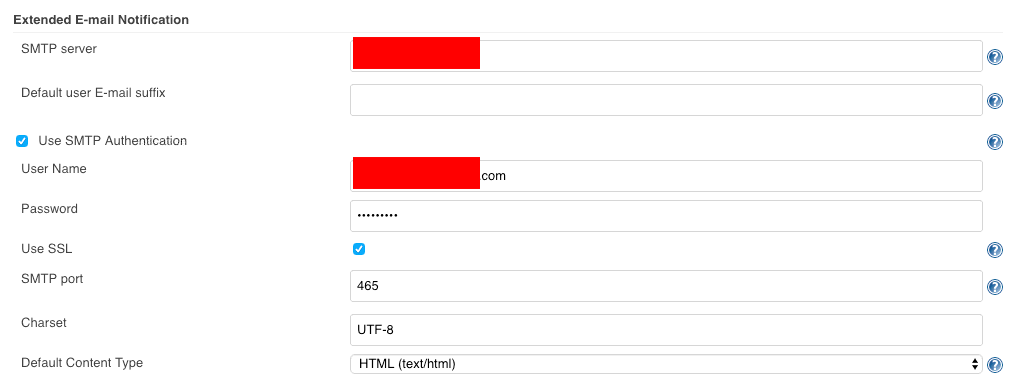 Extended E-mail Notification
SMTP server
Default user E-mail suffix
Use SMTP Authentication
User Name
.com
Password
•••••••••
Use SSL
SMTP port
465
Charset
UTF-8
Default Content Type
HTML (text/html)